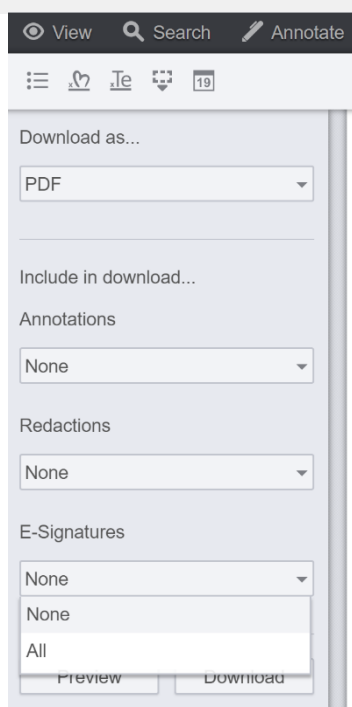 View Search Annotate
Te 19
Download as...
PDF
Include in download...
Annotations
None
Redactions
None
E-Signatures
None
None
All
Preview Download